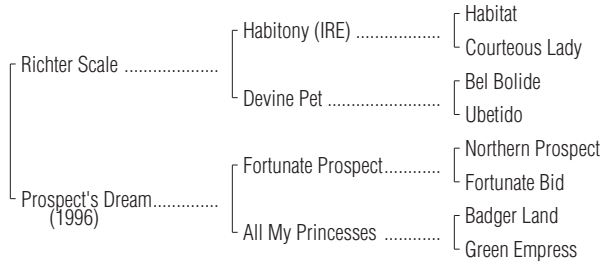 Habitat
Habitony (IRE) ..................
Courteous Lady
Richter Scale ....................
Bel Bolide
Devine Pet ........................
Ubetido
Northern Prospect
Fortunate Prospect............
Fortunate Bid
Prospect's Dream..............
(1996)
Badger Land
All My Princesses ............
Green Empress